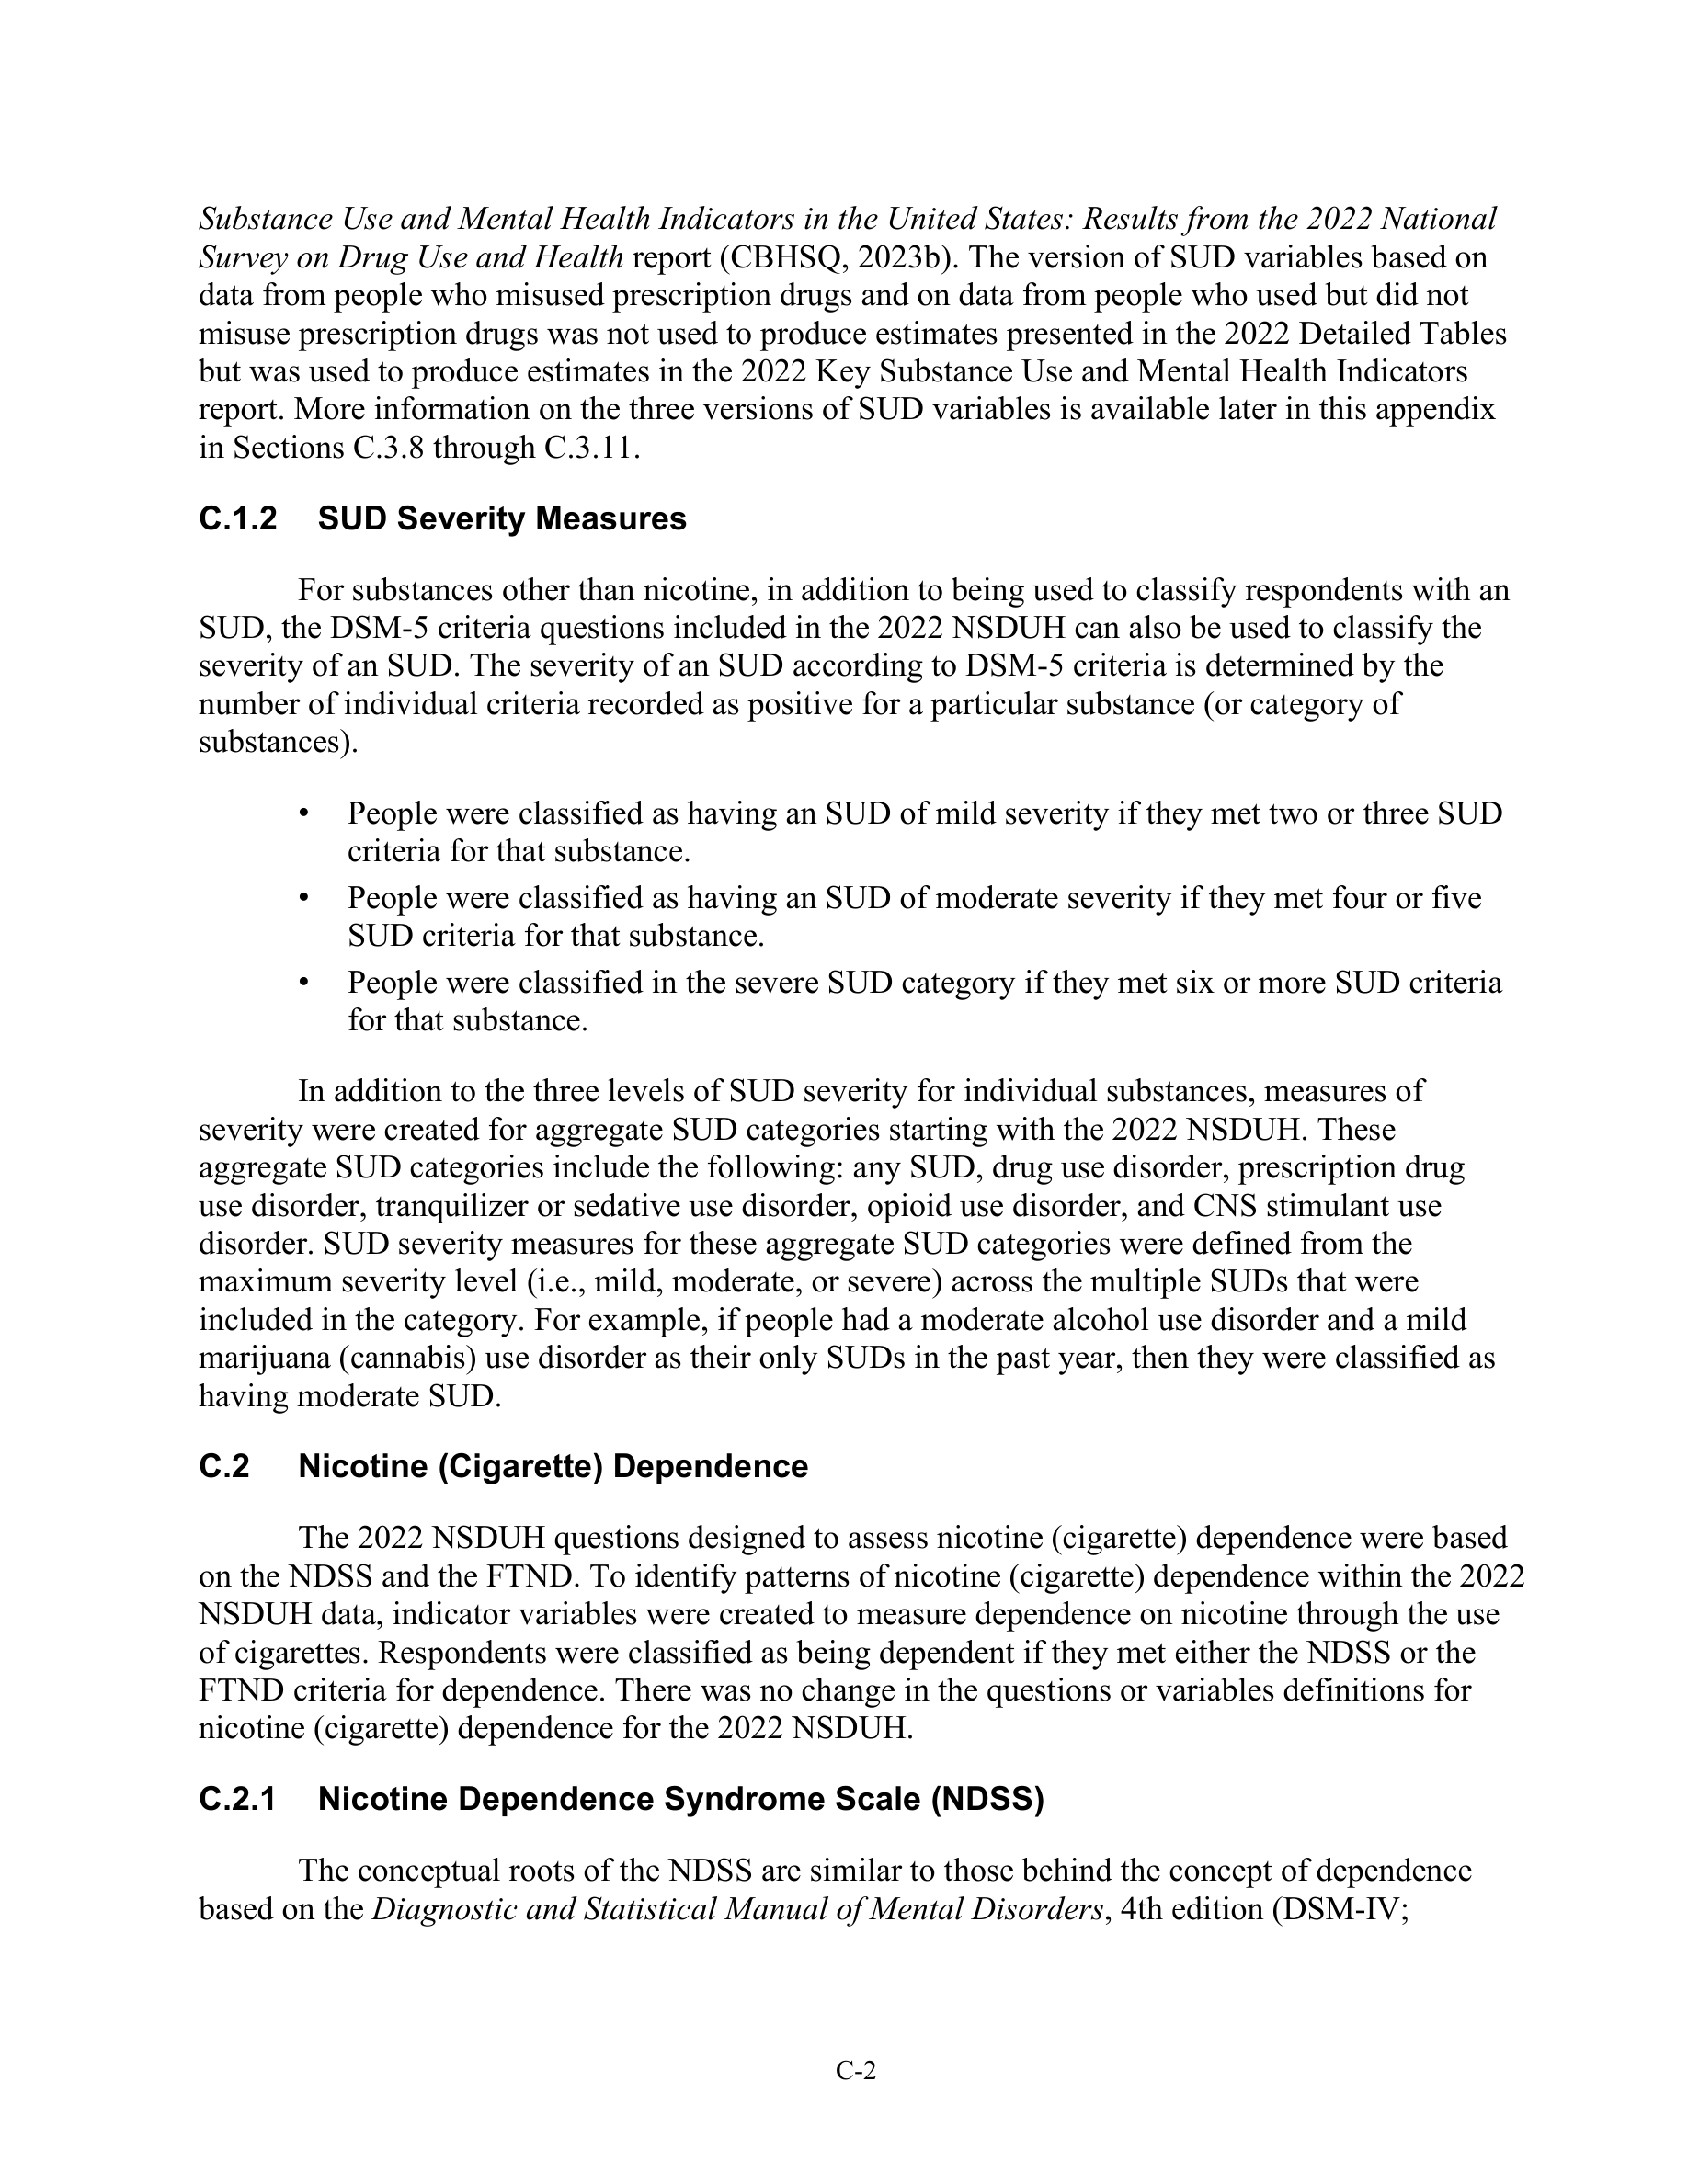 Substance Use and Mental Health Indicators in the United States: Results from the 2022 National
Survey on Drug Use and Health report (CBHSQ, 2023b). The version of SUD variables based on
data from people who misused prescription drugs and on data from people who used but did not
misuse prescription drugs was not used to produce estimates presented in the 2022 Detailed Tables
but was used to produce estimates in the 2022 Key Substance Use and Mental Health Indicators
report. More information on the three versions of SUD variables is available later in this appendix
in Sections C.3.8 through C.3.11.
C.1.2 SUD Severity Measures
For substances other than nicotine, in addition to being used to classify respondents with an
SUD, the DSM-5 criteria questions included in the 2022 NSDUH can also be used to classify the
severity of an SUD. The severity of an SUD according to DSM-5 criteria is determined by the
number of individual criteria recorded as positive for a particular substance (or category of
substances).
• People were classified as having an SUD of mild severity if they met two or three SUD
criteria for that substance.
• People were classified as having an SUD of moderate severity if they met four or five
SUD criteria for that substance.
• People were classified in the severe SUD category if they met six or more SUD criteria
for that substance.
In addition to the three levels of SUD severity for individual substances, measures of
severity were created for aggregate SUD categories starting with the 2022 NSDUH. These
aggregate SUD categories include the following: any SUD, drug use disorder, prescription drug
use disorder, tranquilizer or sedative use disorder, opioid use disorder, and CNS stimulant use
disorder. SUD severity measures for these aggregate SUD categories were defined from the
maximum severity level (i.e., mild, moderate, or severe) across the multiple SUDs that were
included in the category. For example, if people had a moderate alcohol use disorder and a mild
marijuana (cannabis) use disorder as their only SUDs in the past year, then they were classified as
having moderate SUD.
C.2 Nicotine (Cigarette) Dependence
The 2022 NSDUH questions designed to assess nicotine (cigarette) dependence were based
on the NDSS and the FTND. To identify patterns of nicotine (cigarette) dependence within the 2022
NSDUH data, indicator variables were created to measure dependence on nicotine through the use
of cigarettes. Respondents were classified as being dependent if they met either the NDSS or the
FTND criteria for dependence. There was no change in the questions or variables definitions for
nicotine (cigarette) dependence for the 2022 NSDUH.
C.2.1 Nicotine Dependence Syndrome Scale (NDSS)
The conceptual roots of the NDSS are similar to those behind the concept of dependence
based on the Diagnostic and Statistical Manual of Mental Disorders, 4th edition (DSM-IV;
C-2